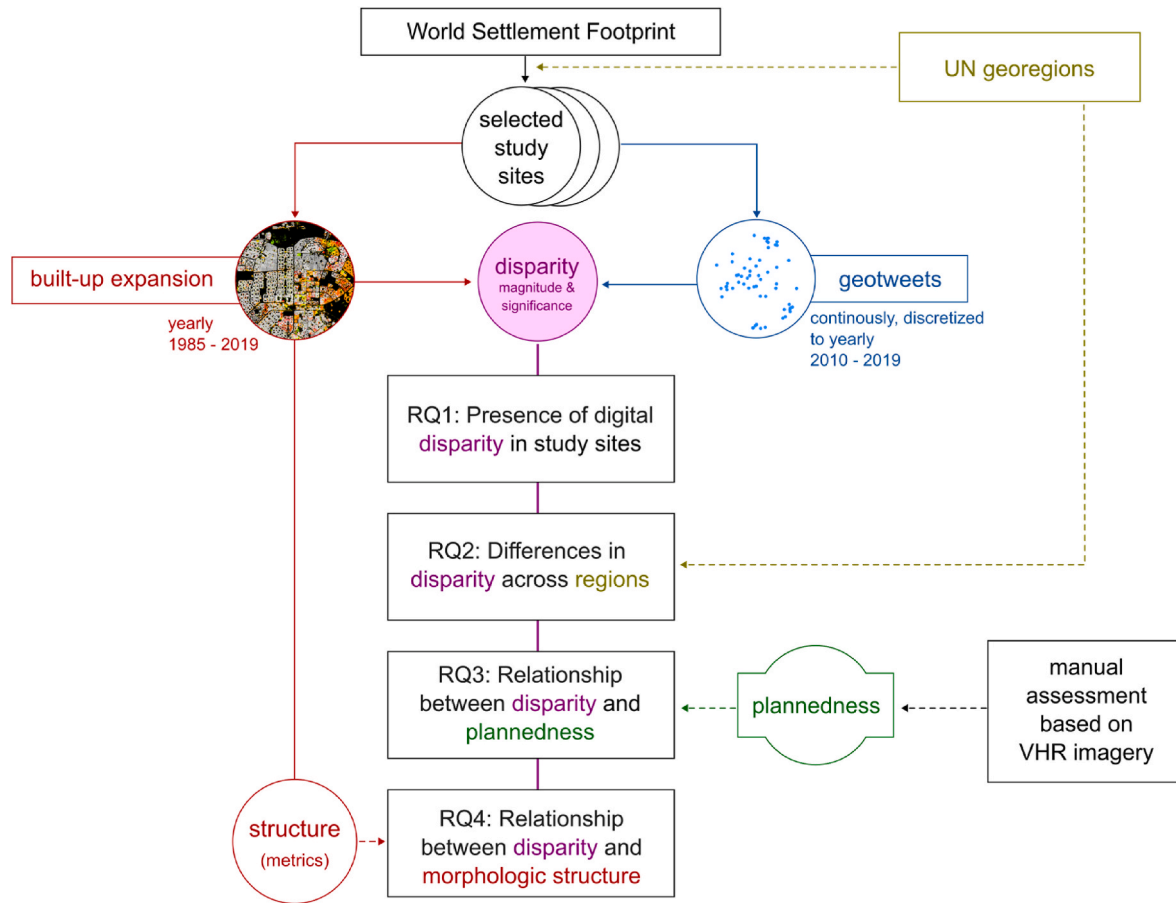 World Settlement Footprint
UN georegions
selected
study
sites
built-up expansion
yearly
1985 - 2019
disparity
magnitude &
significance
geotweets
continously, discretized
to yearly
2010 - 2019
RQ1: Presence of digital
disparity in study sites
RQ2: Differences in
disparity across regions
RQ3: Relationship
between disparity and
plannedness
plannedness
manual
assessment
based on
VHR imagery
structure
(metrics)
RQ4: Relationship
between disparity and
morphologic structure